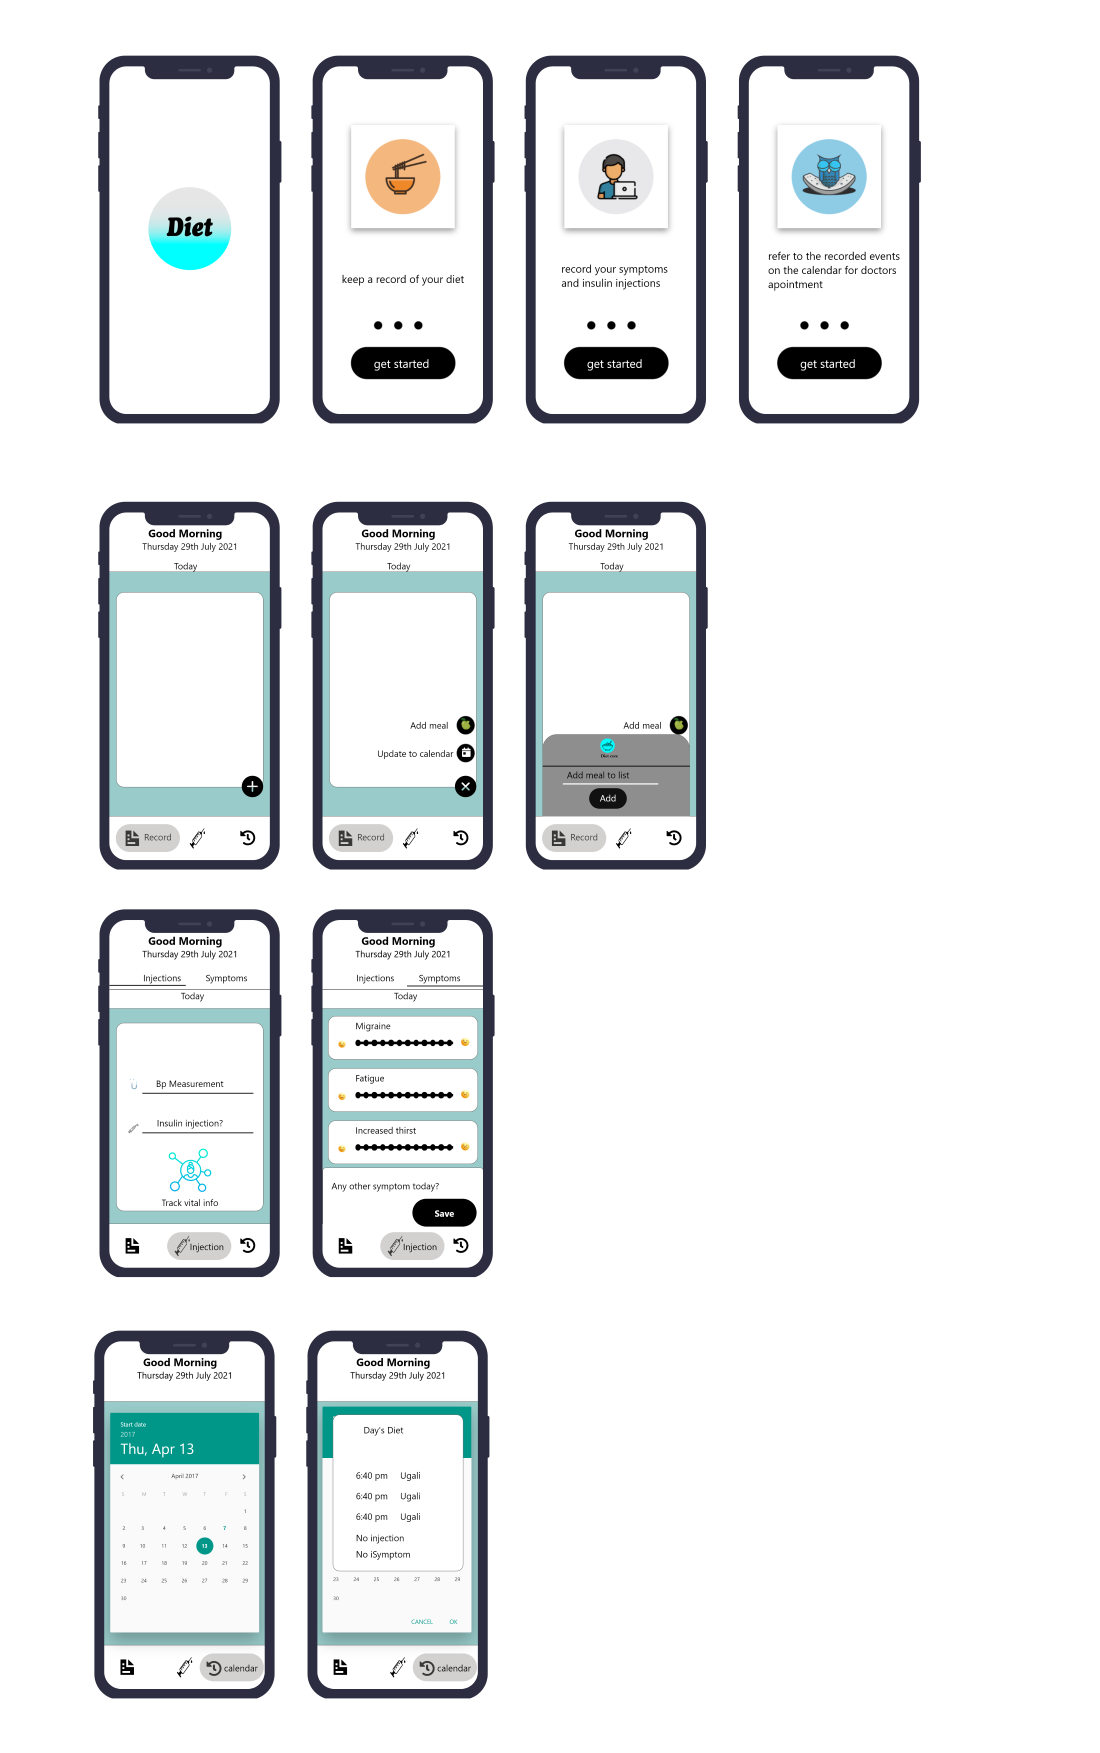 Diet
keep a record of your diet
get started
record your symptoms
and insulin injections
get started
refer to the recorded events
on the calendar for doctors
apointment
get started
Good Morning
Thursday 29th July 2021
Today
Record
Good Morning
Thursday 29th July 2021
Today
Add meal
Update to calendar
Record
Good Morning
Thursday 29th July 2021
Today
Add meal
Add meal to list
Add
Record
Good Morning
Thursday 29th July 2021
Injections Symptoms
Today
Bp Measurement
Insulin injection?
Track vital info
Injection
Good Morning
Thursday 29th July 2021
Injections Symptoms
Today
Migraine
Fatigue
Increased thirst
Any other symptom today?
Save
Injection
Good Morning
Thursday 29th July 2021
Start date
2017
Thu, Apr 13
April 2017
S M T W T F S
1
2 3 4 5 6 7 8
9 10 11 12 13 14 15
16 17 18 19 20 21 22
23 24 25 26 27 28 29
30
calendar
Good Morning
Thursday 29th July 2021
Day's Diet
6:40 pm Ugali
6:40 pm Ugali
6:40 pm Ugali
No injection
No iSymptom
23 24 25 26 27 28 29
30
CANCEL OK
calendar